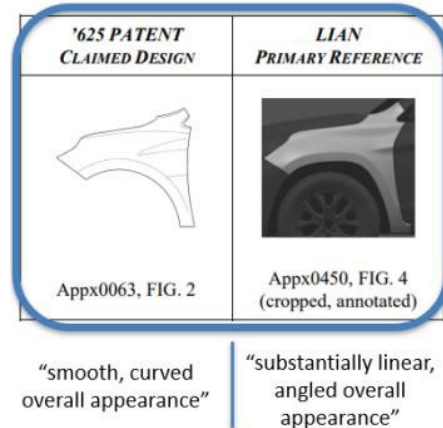 '625 PATENT
CLAIMED DESIGN
LIAN
PRIMARY REFERENCE
Appx0063, FIG. 2
Appx0450, FIG. 4
(cropped, annotated)
“smooth, curved
overall appearance”
“substantially linear,
angled overall
appearance”